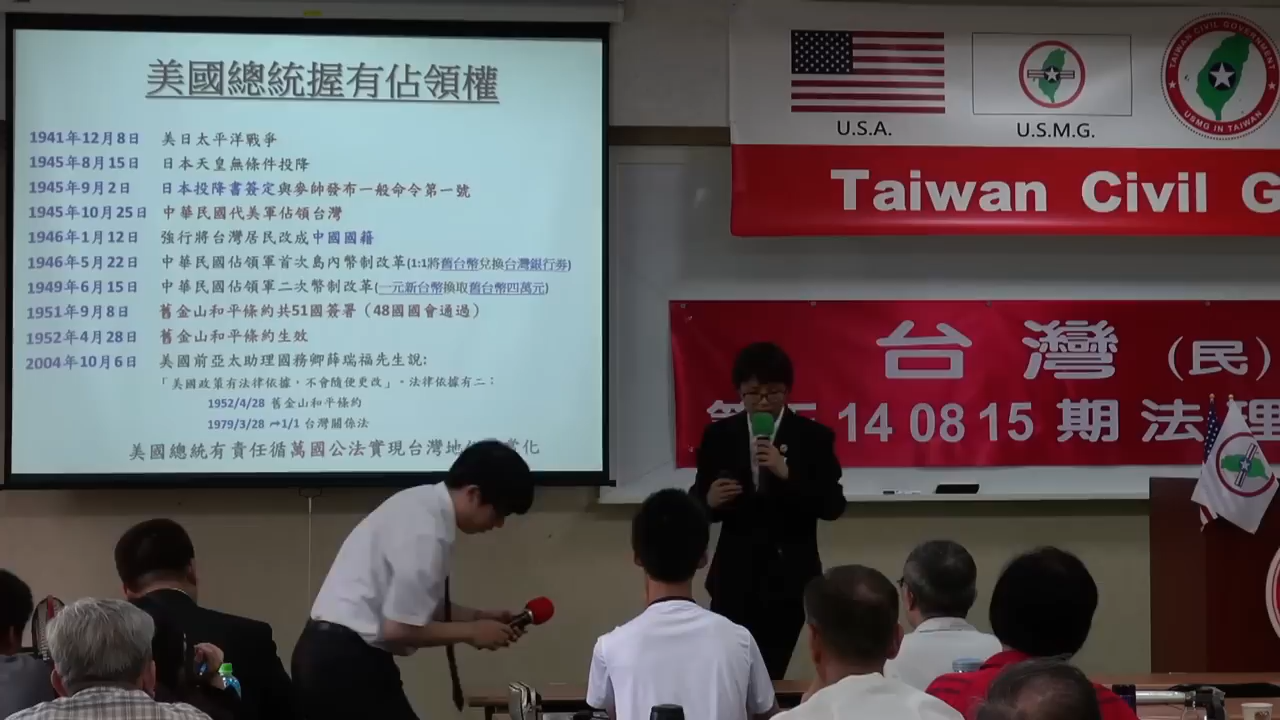 美國總統握有佔領權
1941年12月8日 美日太平洋戰爭
1945年8月15日 日本天皇無條件投降
1945年9月2日 日本投降書簽定與麥帥發布一般命令第一號
1945年10月25日 中華民國代美軍佔領台灣
1946年1月12日 強行將台灣居民改成中國國籍
1946年5月22日 中華民國佔領軍首次島內幣制改革(1:1將舊台幣兌換台灣銀行券)
1949年6月15日 中華民國佔領軍二次幣制改革(一元新台幣換取舊台幣四萬元)
1951年9月8日 舊金山和平條約共51國簽署（48國國會通過）
1952年4月28日 舊金山和平條約生效
2004年10月6日 美國前亞太助理國務卿薛瑞福先生說:
「美國政策有法律依據，不會隨便更改」。法律依據有二：
1952/4/28 舊金山和平條約
1979/3/28 →1/1 台灣關係法
美國總統有責任循萬國公法實現台灣地 化
U.S.A.
U.S.M.G.
TAIWAN CIVIL GOVERNMENT
USMG IN TAIWAN
Taiwan Civil G
台灣（民）
14 08 15 期法理